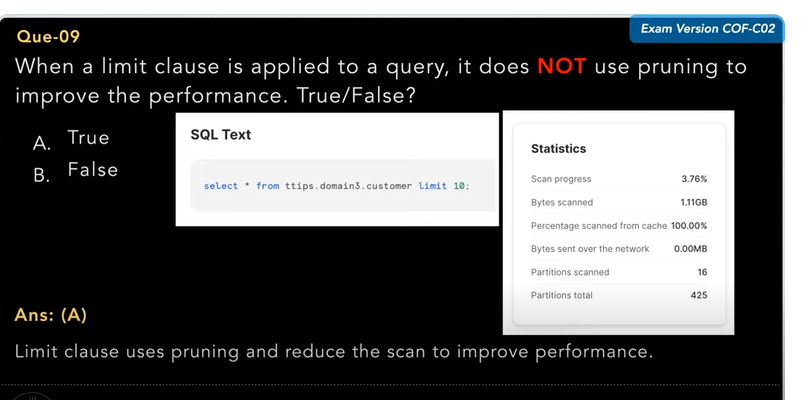 Exam Version COF-C02
Que-09
When a limit clause is applied to a query, it does NOT use pruning to
improve the performance. True/False?
A. True
B. False
SQL Text
select * from ttips.domain3.customer limit 10;
Statistics
Scan progress 3.76%
Bytes scanned 1.11GB
Percentage scanned from cache 100.00%
Bytes sent over the network 0.00MB
Partitions scanned 16
Partitions total 425
Ans: (A)
Limit clause uses pruning and reduce the scan to improve performance.